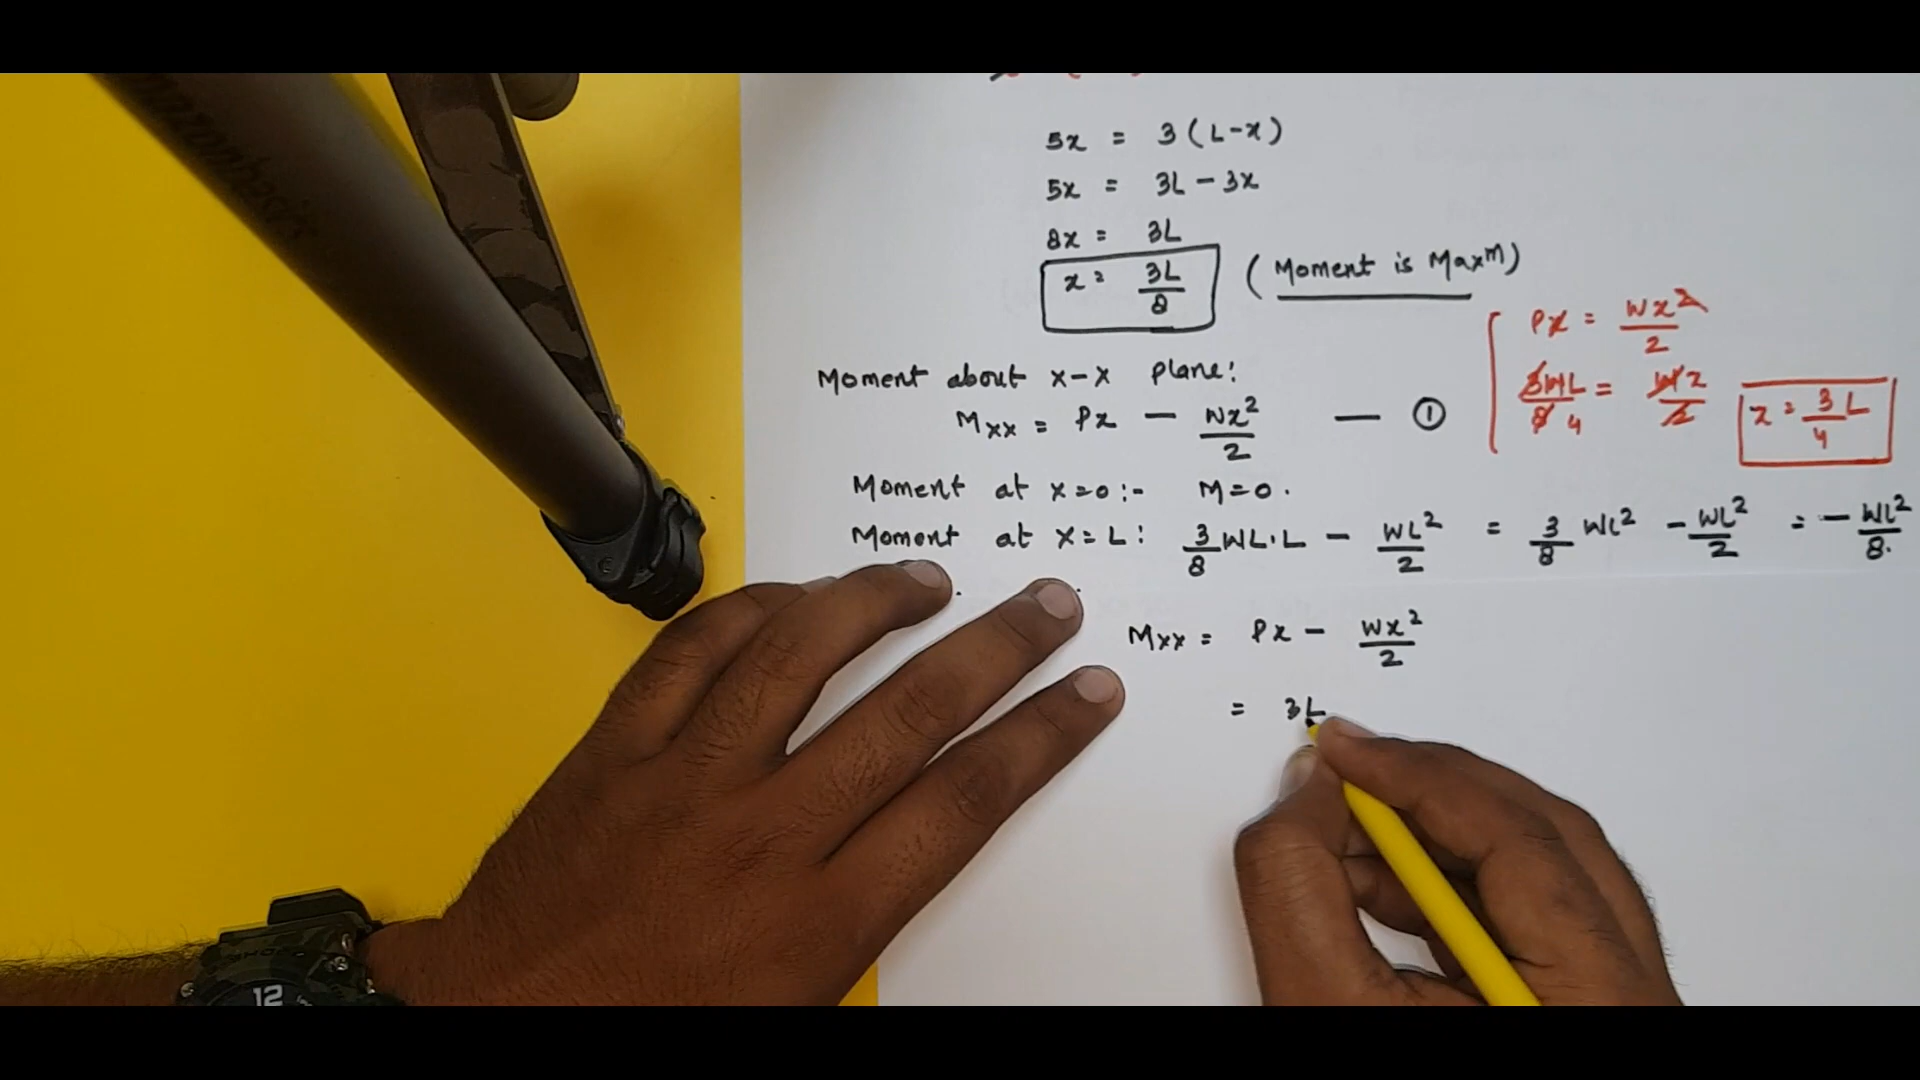 5x = 3(L-x)
5x = 3L - 3x
8x = 3L
x = 3L/8 (Moment is Maxᵐ)
Px = Wx²/2
3WL/8 4 = Wx/2
x = 3L/4
Moment about x-x plane:
Mxx = Px - Wx²/2 — ①
Moment at x=0:- M=0.
Moment at x=L: 3/8 WL.L - WL²/2 = 3/8 WL² - WL²/2 = - WL²/8.
Mxx = Px - Wx²/2
= 3L
amazonbasics
12